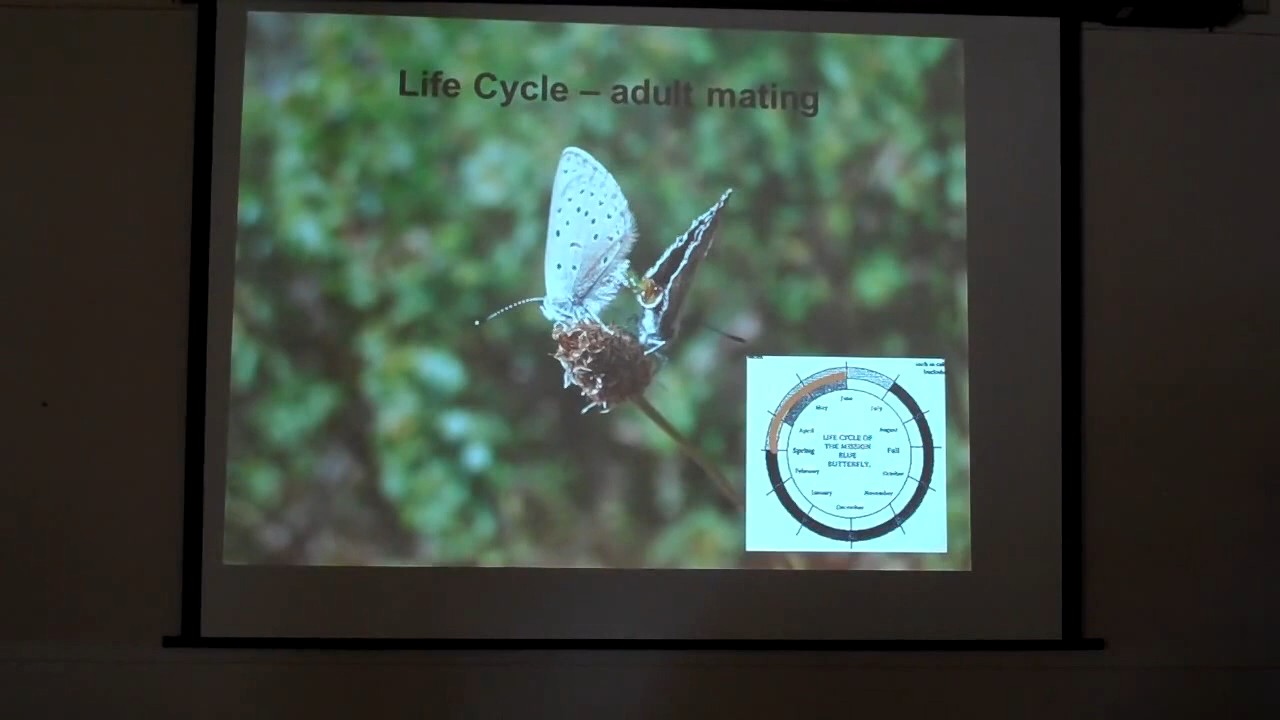 Life Cycle – adult mating
June
May
July
April
August
LIFE CYCLE OF
THE MISSION
BLUE
BUTTERFLY.
Spring
Fall
February
October
January
November
December